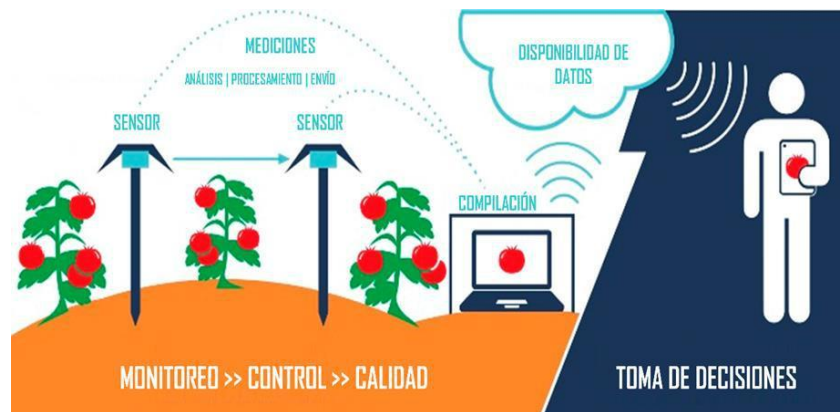 MEDICIONES
ANÁLISIS | PROCESAMIENTO | ENVÍO
SENSOR
SENSOR
DISPONIBILIDAD DE
DATOS
COMPILACIÓN
MONITOREO >> CONTROL >> CALIDAD
TOMA DE DECISIONES